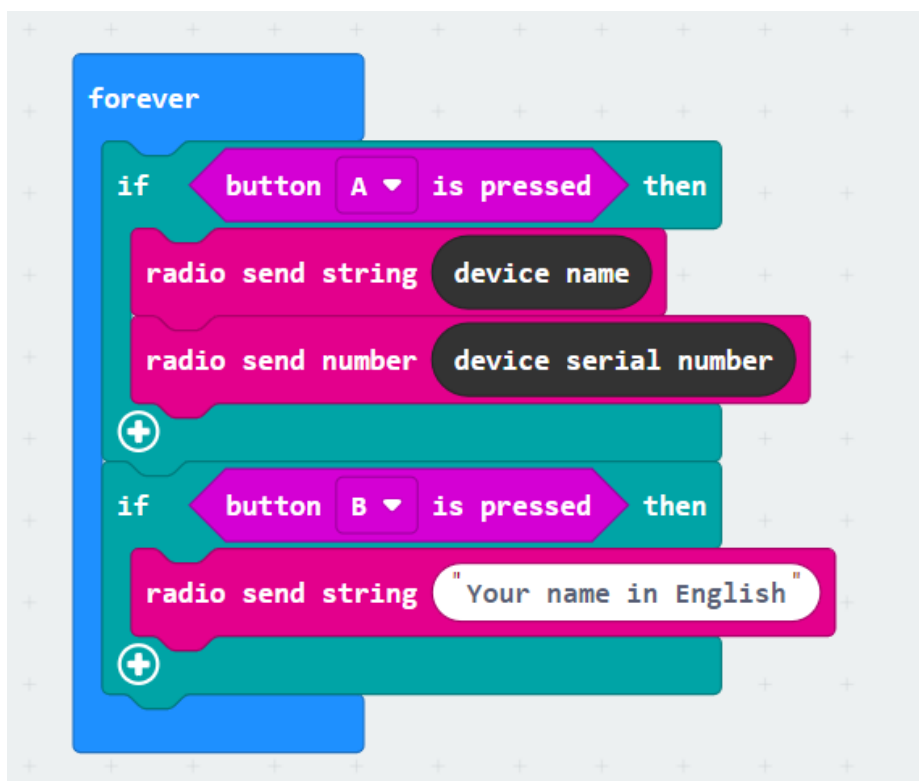 forever
if button A is pressed then
radio send string device name
radio send number device serial number
if button B is pressed then
radio send string "Your name in English"